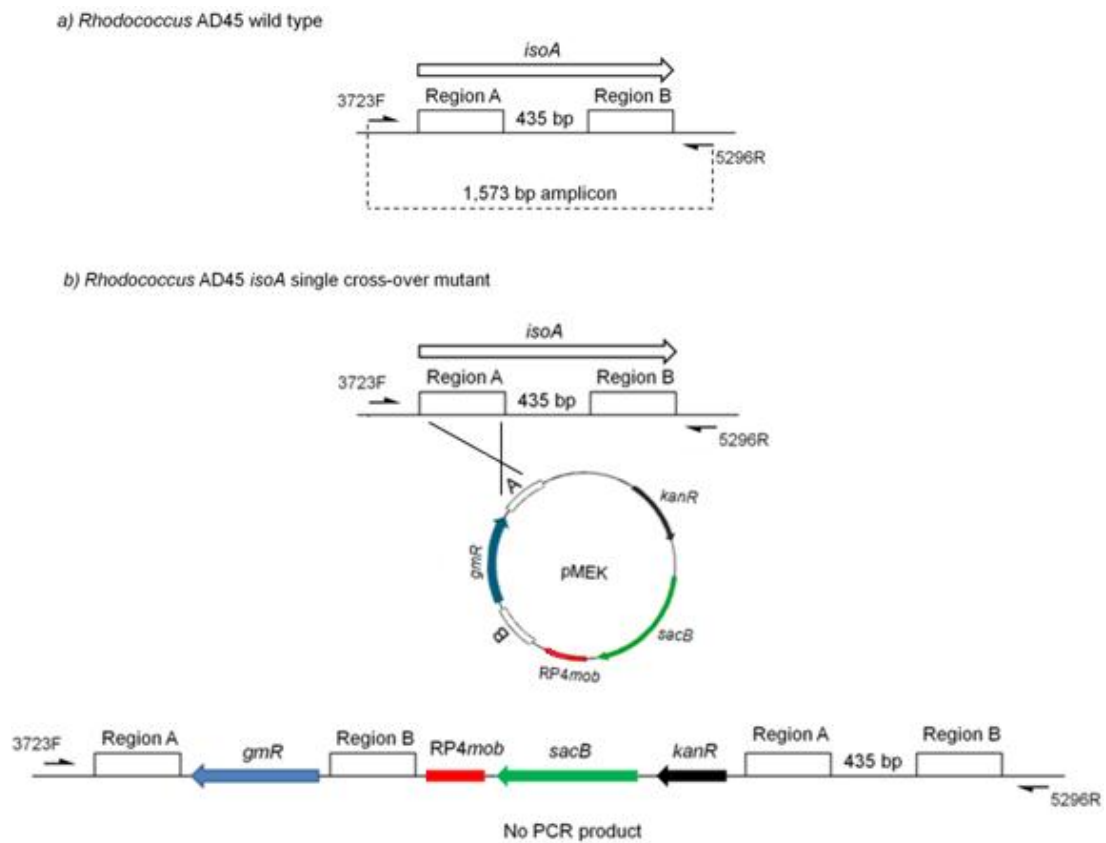 a) Rhodococcus AD45 wild type
isoA
3723F
Region A
435 bp
Region B
5296R
1,573 bp amplicon
b) Rhodococcus AD45 isoA single cross-over mutant
isoA
3723F
Region A
435 bp
Region B
5296R
A
kanR
gmR
pMEK
B
sacB
RP4mob
3723F
Region A
gmR
Region B
RP4mob
sacB
kanR
Region A
435 bp
Region B
5296R
No PCR product